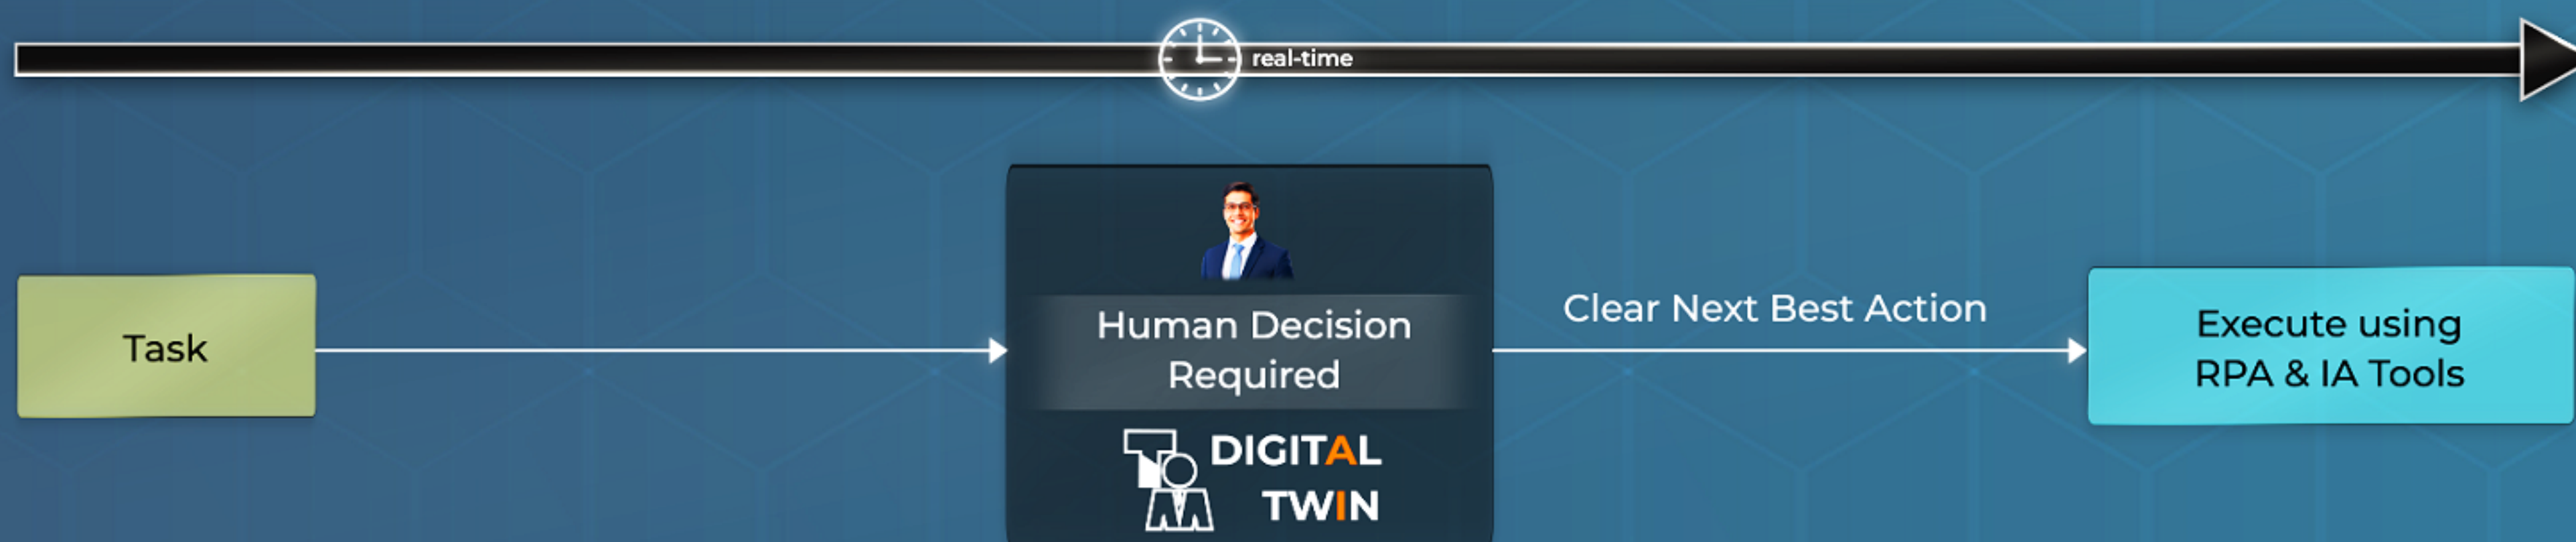 real-time
Task
Human Decision
Required
DIGITAL
TWIN
Clear Next Best Action
Execute using
RPA & IA Tools